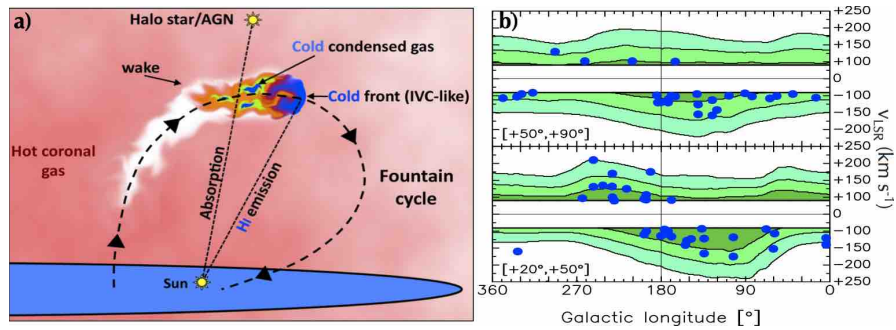 a)
Halo star/AGN
Cold condensed gas
wake
Cold front (IVC-like)
Hot coronal
gas
Absorption
HI emission
Fountain
cycle
Sun
b)
+250
+200
+150
+100
0
-100
-150
-200
[+50°,+90°]
-250
+200
+150
+100
0
-100
-150
-200
[+20°,+50°]
+250
VLSR (km s⁻¹)
360 270 180 90 0
Galactic longitude [°]